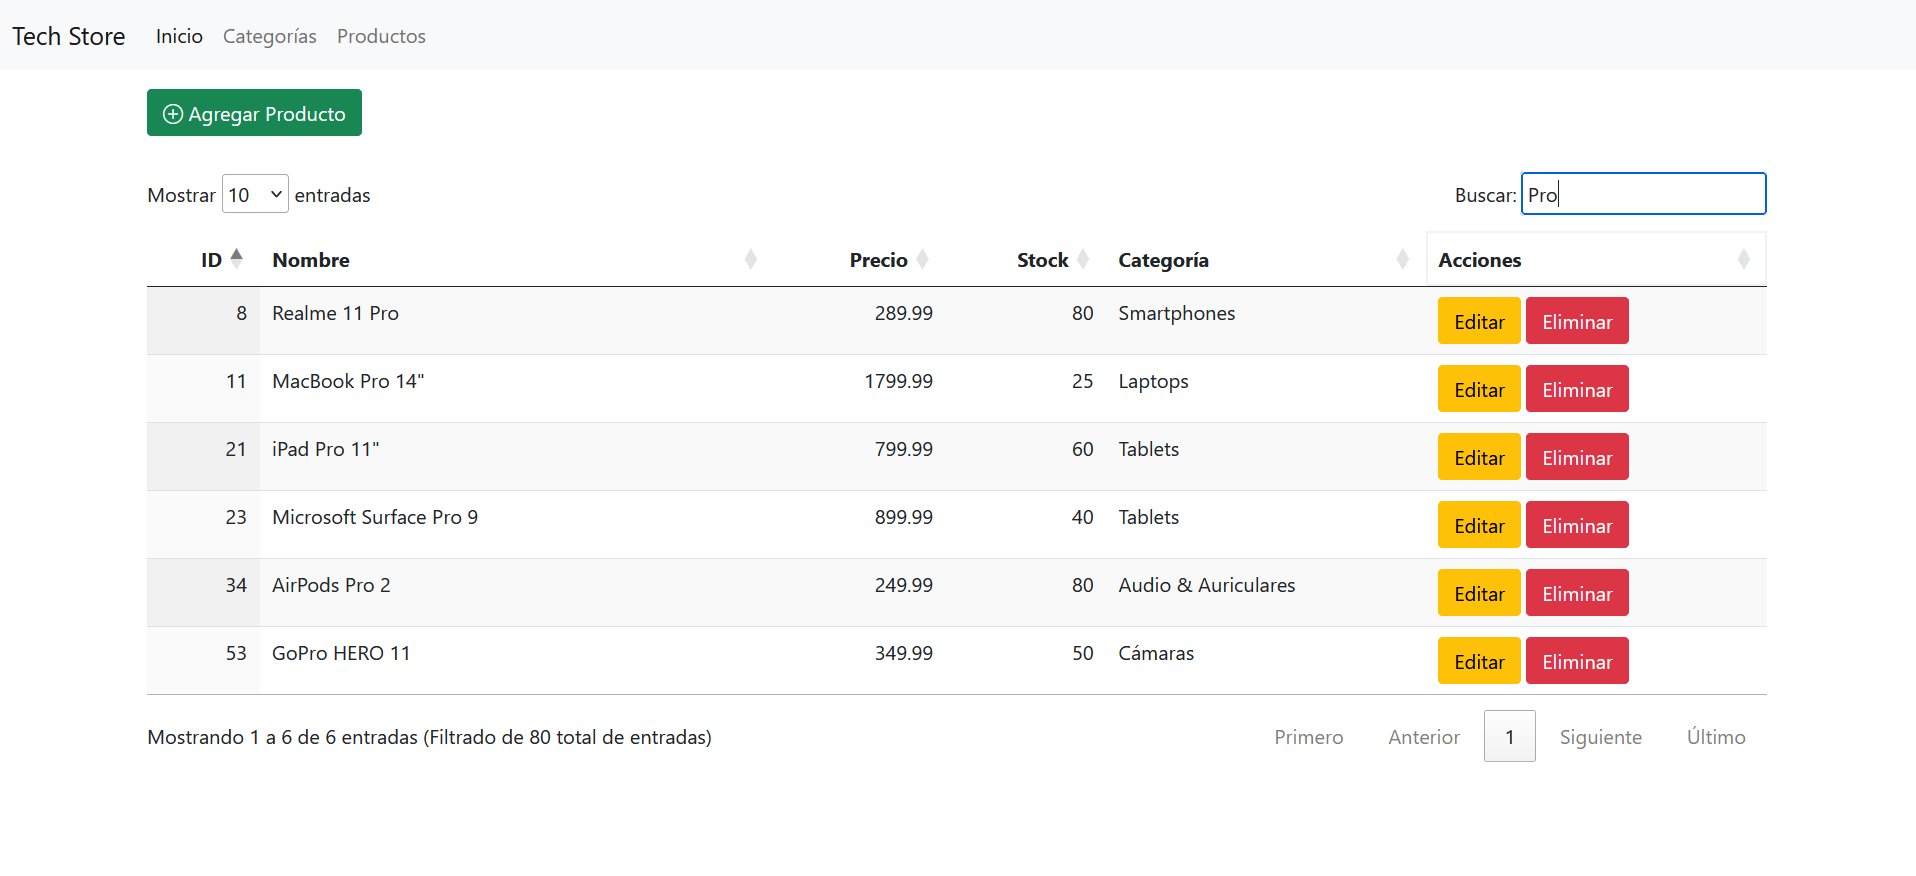 Tech Store Inicio Categorías Productos
Agregar Producto
Mostrar 10 entradas Buscar: Pro
ID Nombre Precio Stock Categoría Acciones
8 Realme 11 Pro 289.99 80 Smartphones Editar Eliminar
11 MacBook Pro 14" 1799.99 25 Laptops Editar Eliminar
21 iPad Pro 11" 799.99 60 Tablets Editar Eliminar
23 Microsoft Surface Pro 9 899.99 40 Tablets Editar Eliminar
34 AirPods Pro 2 249.99 80 Audio & Auriculares Editar Eliminar
53 GoPro HERO 11 349.99 50 Cámaras Editar Eliminar
Mostrando 1 a 6 de 6 entradas (Filtrado de 80 total de entradas) Primero Anterior 1 Siguiente Último